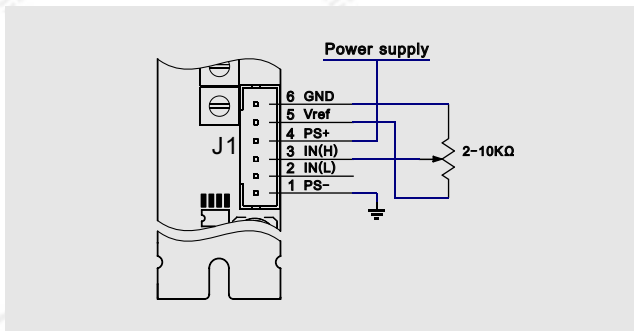 Power supply
6 GND
5 Vref
4 PS+
3 IN(H)
2 IN(L)
1 PS-
J1
2-10KΩ